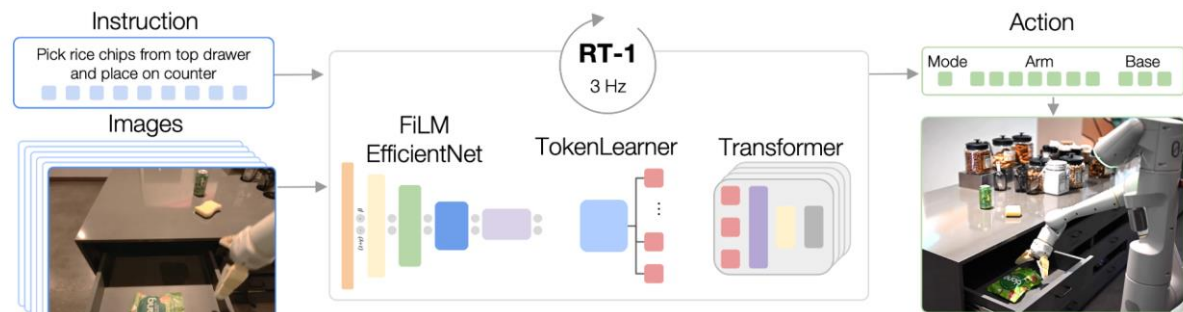 Instruction
Pick rice chips from top drawer
and place on counter
Images
RT-1
3 Hz
FiLM
EfficientNet
TokenLearner
...
Transformer
Action
Mode Arm Base